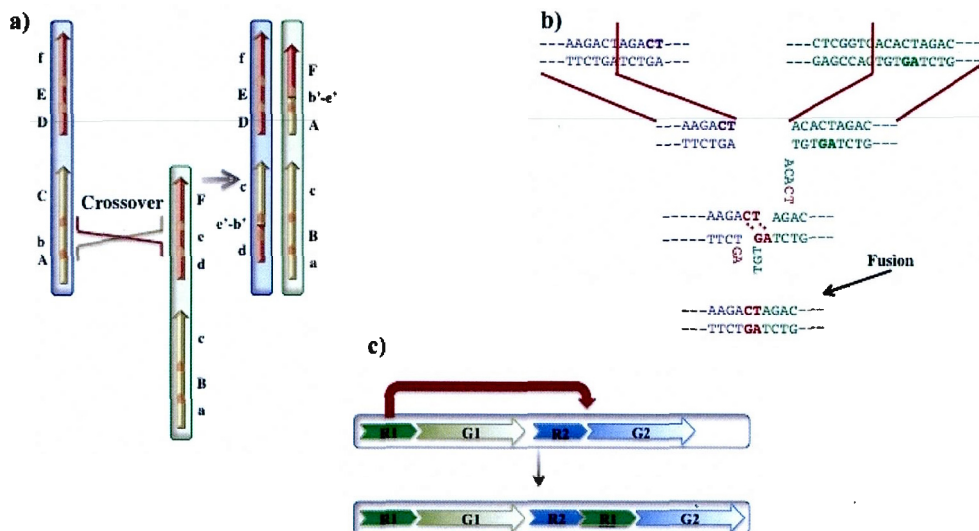 a)
f
E
D
C
b
A
Crossover
F
e
d
c
B
a
f
E
D
c
e'-b'
d
F
b'-e'
A
c
B
a
b)
----AAGACTAGACT----
----TTCTGATCTGA----
----CTCGGTCACACTAGAC----
----GAGCCACTGTGATCTG----
---AAGACT
---TTCTGA
ACACTAGAC---
TGTGATCTG---
ACACT
-----AAGACT
AGAC---
-----TTCT
GATCTG---
GA
TGT
Fusion
----AAGACTAGAC---
----TTCTGATCTG---
c)
R1 G1 R2 G2
R1 G1 R2 R1 G2